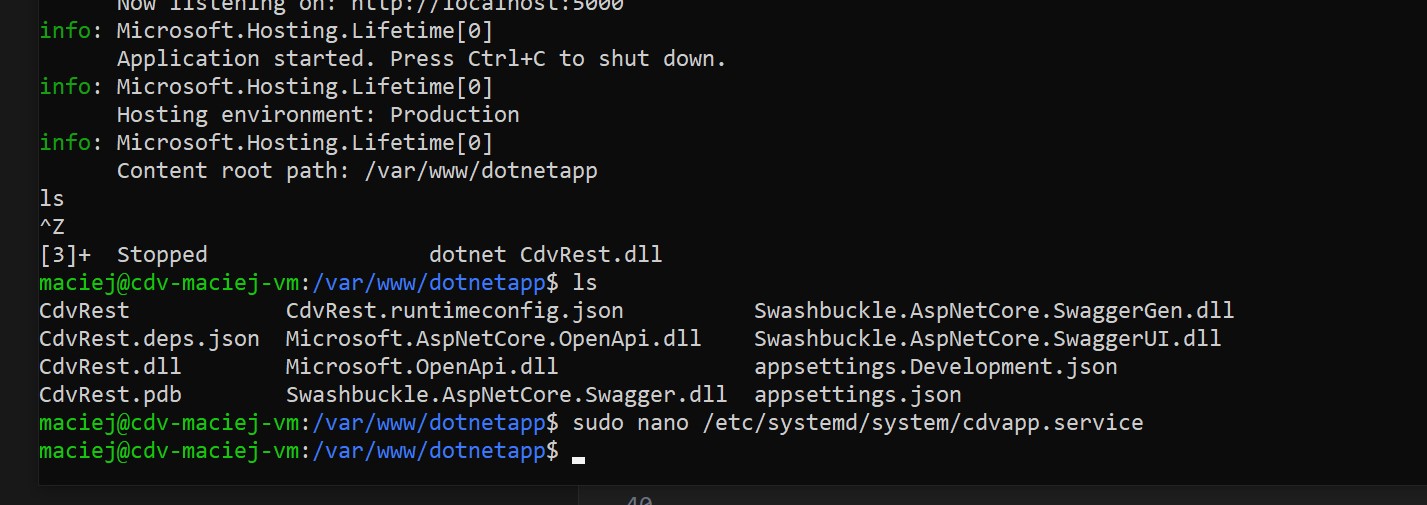 Now listening on: http://localhost:5000
info: Microsoft.Hosting.Lifetime[0]
      Application started. Press Ctrl+C to shut down.
info: Microsoft.Hosting.Lifetime[0]
      Hosting environment: Production
info: Microsoft.Hosting.Lifetime[0]
      Content root path: /var/www/dotnetapp
ls
^Z
[3]+  Stopped                 dotnet CdvRest.dll
maciej@cdv-maciej-vm:/var/www/dotnetapp$ ls
CdvRest            CdvRest.runtimeconfig.json          Swashbuckle.AspNetCore.SwaggerGen.dll
CdvRest.deps.json  Microsoft.AspNetCore.OpenApi.dll    Swashbuckle.AspNetCore.SwaggerUI.dll
CdvRest.dll        Microsoft.OpenApi.dll               appsettings.Development.json
CdvRest.pdb        Swashbuckle.AspNetCore.Swagger.dll  appsettings.json
maciej@cdv-maciej-vm:/var/www/dotnetapp$ sudo nano /etc/systemd/system/cdvapp.service
maciej@cdv-maciej-vm:/var/www/dotnetapp$
40